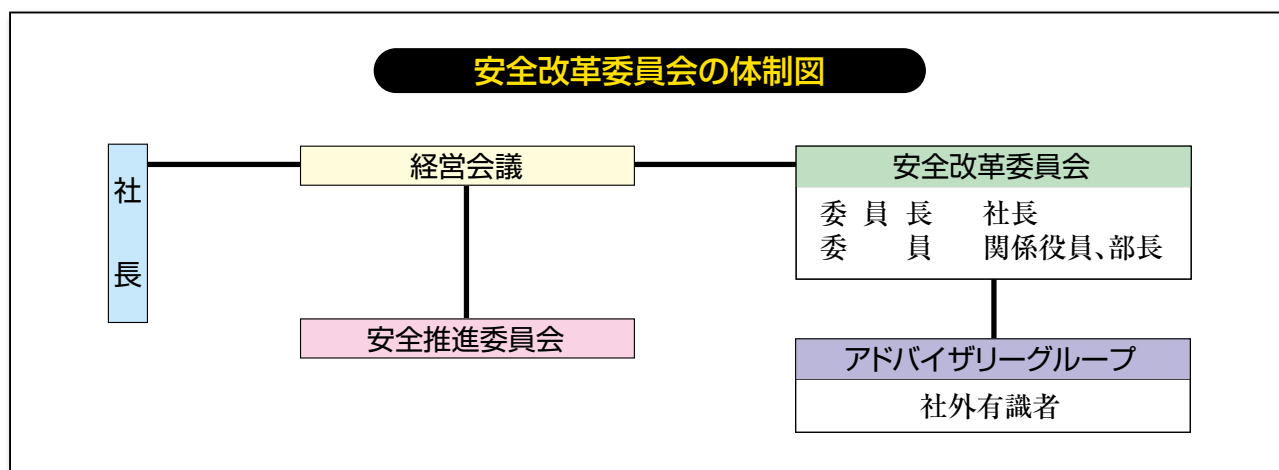 安全改革委員会の体制図
社長
経営会議
安全推進委員会
安全改革委員会
委員長 社長
委員 関係役員、部長
アドバイザリーグループ
社外有識者